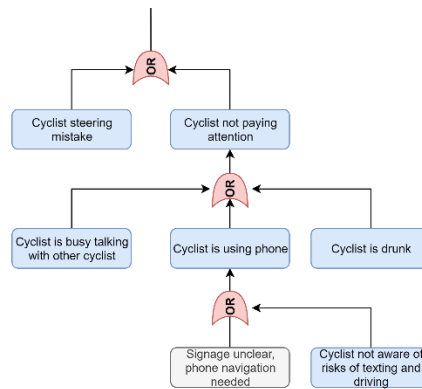 OR
Cyclist steering
mistake
Cyclist not paying
attention
OR
Cyclist is busy talking
with other cyclist
Cyclist is using phone
Cyclist is drunk
OR
Signage unclear,
phone navigation
needed
Cyclist not aware of
risks of texting and
driving